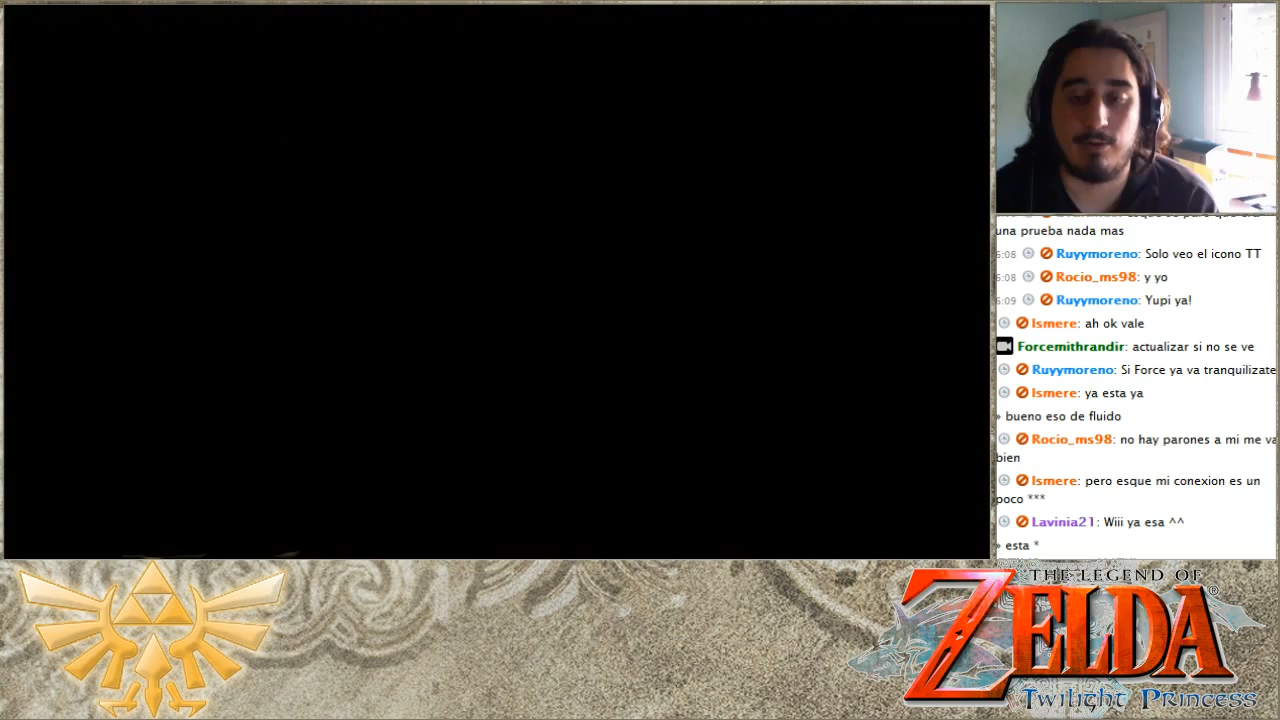 una prueba nada mas
6:08 Ruyymoreno: Solo veo el icono TT
6:08 Rocio_ms98: y yo
6:09 Ruyymoreno: Yupi ya!
Ismere: ah ok vale
Forcemithrandir: actualizar si no se ve
Ruyymoreno: Si Force ya va tranquilizate
Ismere: ya esta ya
» bueno eso de fluido
Rocio_ms98: no hay parones a mi me va
bien
Ismere: pero esque mi conexion es un
poco ***
Lavinia21: Wiii ya esa ^^
» esta *
THE LEGEND OF
ZELDA®
Twilight Princess